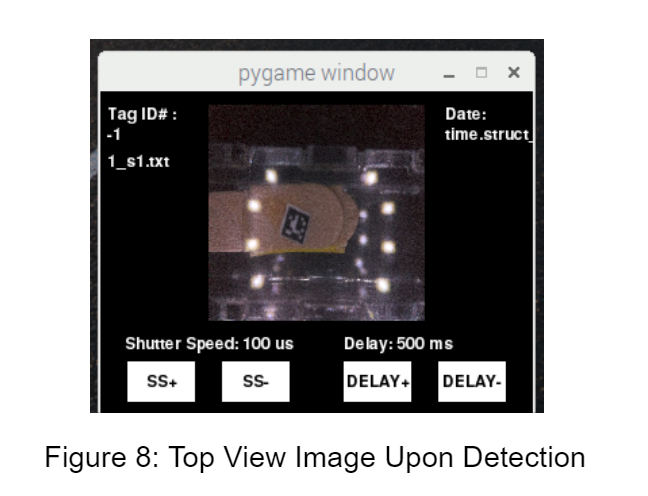 pygame window
Tag ID# :
-1
1_s1.txt
Date:
time.struct_
Shutter Speed: 100 us
Delay: 500 ms
SS+
SS-
DELAY+
DELAY-
Figure 8: Top View Image Upon Detection